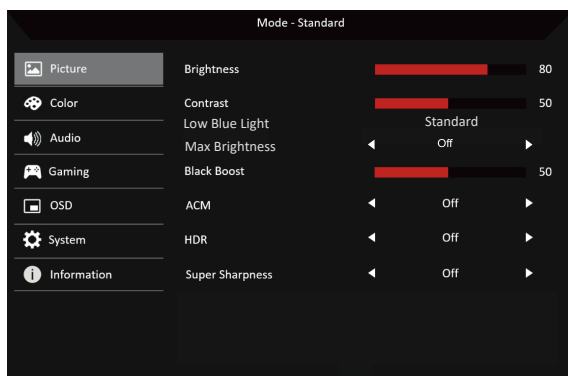 Mode - Standard
Picture
Brightness 80
Color
Contrast 50
Low Blue Light Standard
Audio
Max Brightness Off
Gaming
Black Boost 50
OSD
ACM Off
System
HDR Off
Information
Super Sharpness Off